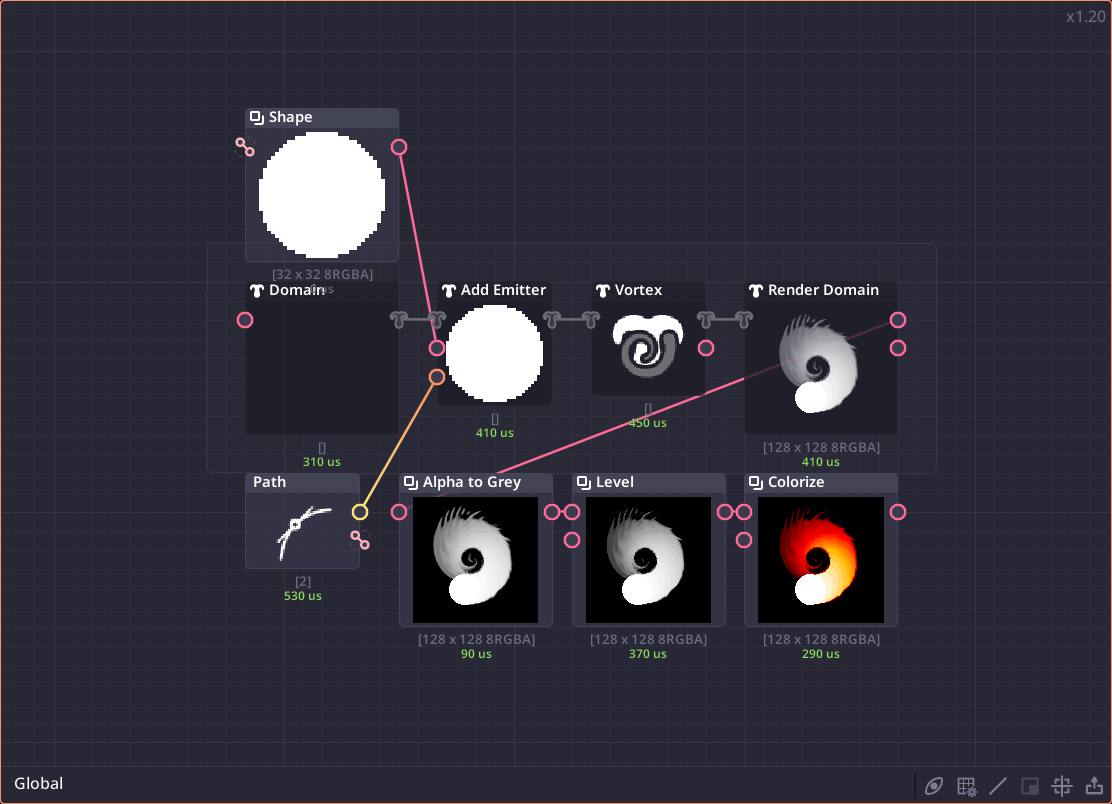 x1.20
Shape
[32 x 32 8RGBA]
Domain
Add Emitter
Vortex
Render Domain
[]
310 us
[]
410 us
[]
450 us
[128 x 128 8RGBA]
410 us
Path
Alpha to Grey
Level
Colorize
[2]
530 us
[128 x 128 8RGBA]
90 us
[128 x 128 8RGBA]
370 us
[128 x 128 8RGBA]
290 us
Global